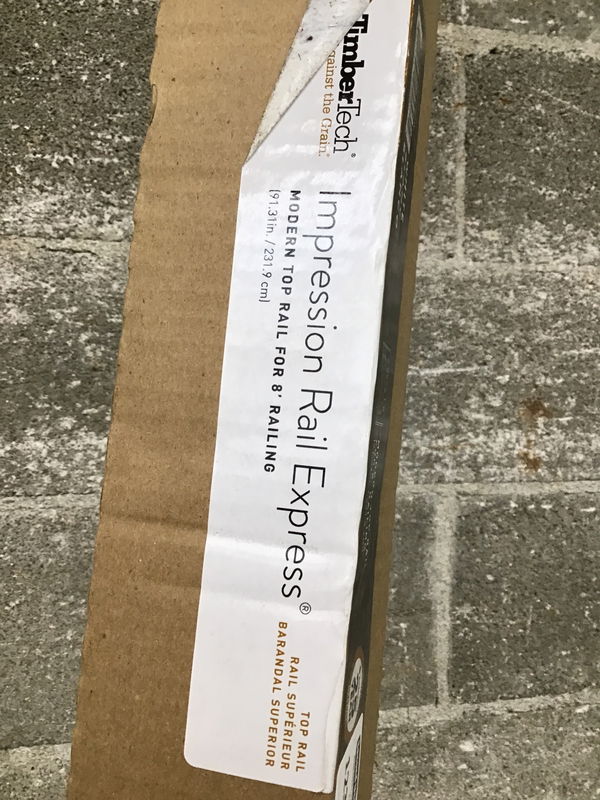 TimberTech®
Against the Grain.
Impression Rail Express®
MODERN TOP RAIL FOR 8' RAILING
(91.31in. / 231.9 cm)
TOP RAIL
RAIL SUPÉRIEUR
BARANDAL SUPERIOR